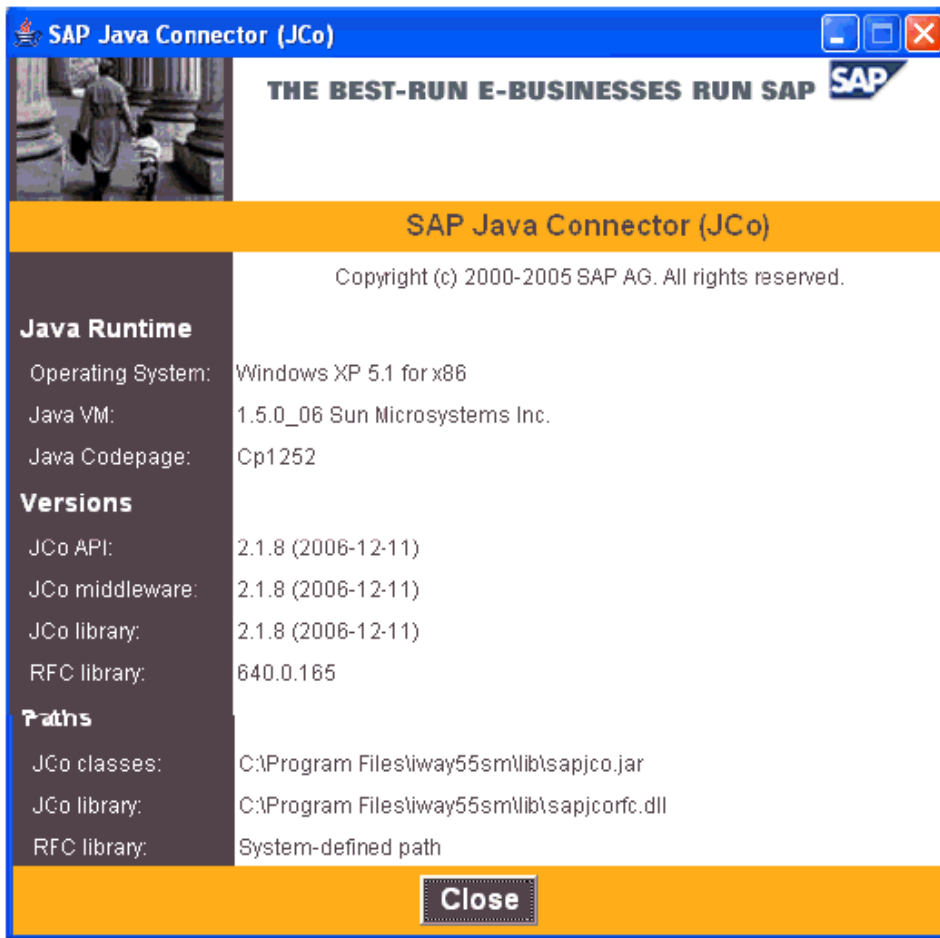 SAP Java Connector (JCo)
THE BEST-RUN E-BUSINESSES RUN SAP SAP
SAP Java Connector (JCo)
Copyright (c) 2000-2005 SAP AG. All rights reserved.
Java Runtime
Operating System: Windows XP 5.1 for x86
Java VM: 1.5.0_06 Sun Microsystems Inc.
Java Codepage: Cp1252
Versions
JCo API: 2.1.8 (2006-12-11)
JCo middleware: 2.1.8 (2006-12-11)
JCo library: 2.1.8 (2006-12-11)
RFC library: 640.0.165
Paths
JCo classes: C:\Program Files\iway55sm\lib\sapjco.jar
JCo library: C:\Program Files\iway55sm\lib\sapjcorfc.dll
RFC library: System-defined path
Close